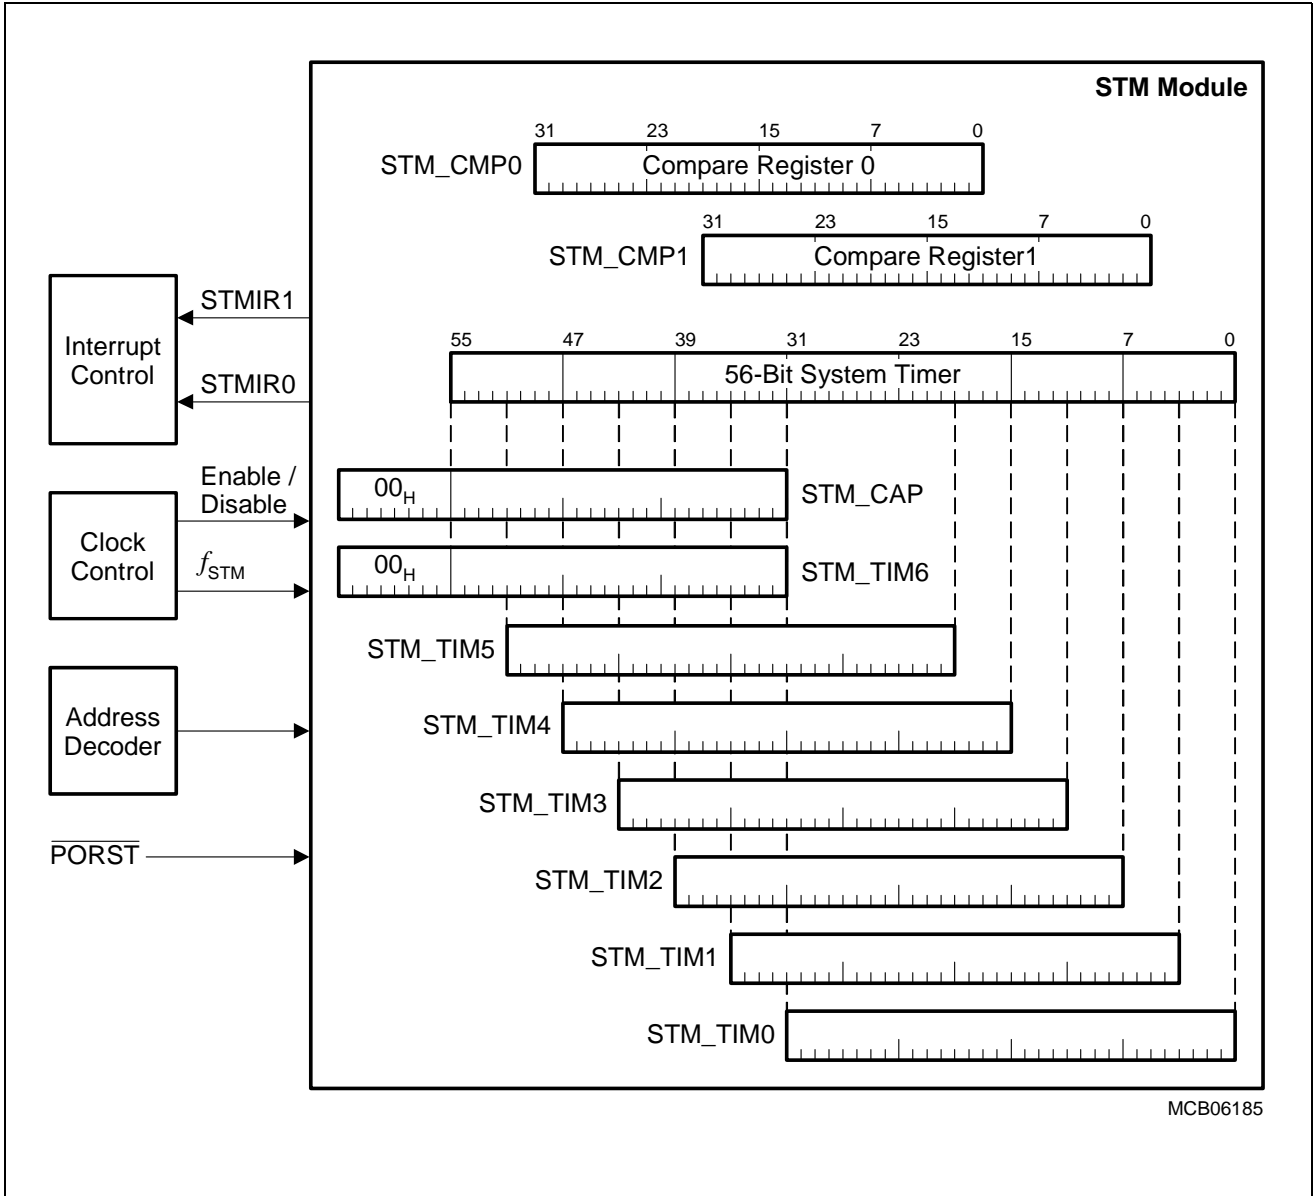 STM Module
31 23 15 7 0
STM_CMP0
Compare Register 0
31 23 15 7 0
STM_CMP1
Compare Register1
STMIR1
Interrupt
Control
STMIR0
55 47 39 31 23 15 7 0
56-Bit System Timer
Enable /
Disable
00H
STM_CAP
Clock
Control
fSTM
00H
STM_TIM6
STM_TIM5
Address
Decoder
STM_TIM4
STM_TIM3
PORST
STM_TIM2
STM_TIM1
STM_TIM0
MCB06185